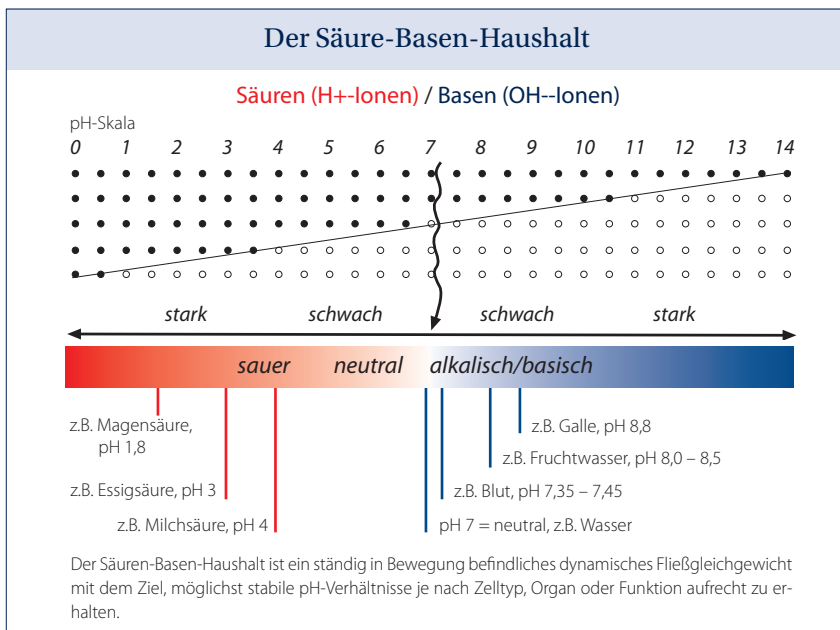 Der Säure-Basen-Haushalt
Säuren (H+-Ionen) / Basen (OH--Ionen)
pH-Skala
0 1 2 3 4 5 6 7 8 9 10 11 12 13 14
stark schwach schwach stark
sauer neutral alkalisch/basisch
z.B. Magensäure,
pH 1,8
z.B. Galle, pH 8,8
z.B. Fruchtwasser, pH 8,0 – 8,5
z.B. Essigsäure, pH 3
z.B. Blut, pH 7,35 – 7,45
z.B. Milchsäure, pH 4
pH 7 = neutral, z.B. Wasser
Der Säuren-Basen-Haushalt ist ein ständig in Bewegung befindliches dynamisches Fließgleichgewicht
mit dem Ziel, möglichst stabile pH-Verhältnisse je nach Zelltyp, Organ oder Funktion aufrecht zu er-
halten.